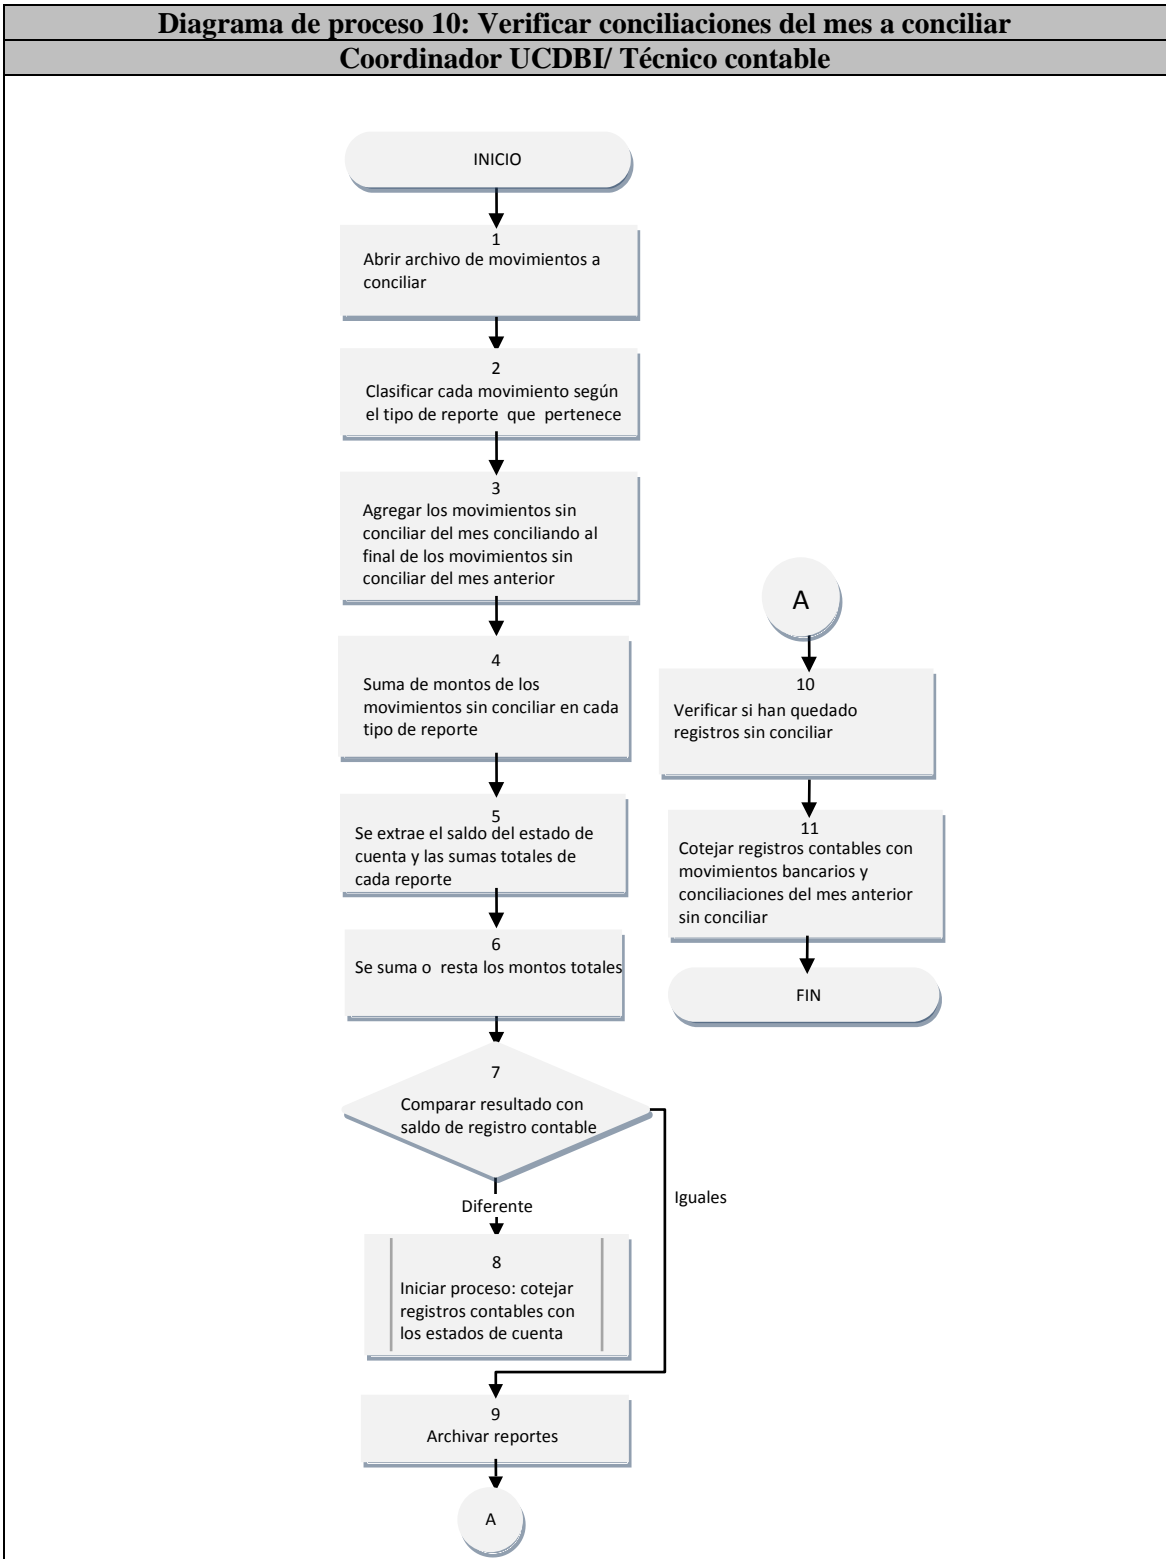 Diagrama de proceso 10: Verificar conciliaciones del mes a conciliar
Coordinador UCDBI/ Técnico contable
INICIO
1
Abrir archivo de movimientos a
conciliar
2
Clasificar cada movimiento según
el tipo de reporte que pertenece
3
Agregar los movimientos sin
conciliar del mes conciliando al
final de los movimientos sin
conciliar del mes anterior
4
Suma de montos de los
movimientos sin conciliar en cada
tipo de reporte
5
Se extrae el saldo del estado de
cuenta y las sumas totales de
cada reporte
6
Se suma o resta los montos totales
7
Comparar resultado con
saldo de registro contable
Diferente
Iguales
8
Iniciar proceso: cotejar
registros contables con
los estados de cuenta
9
Archivar reportes
A
A
10
Verificar si han quedado
registros sin conciliar
11
Cotejar registros contables con
movimientos bancarios y
conciliaciones del mes anterior
sin conciliar
FIN